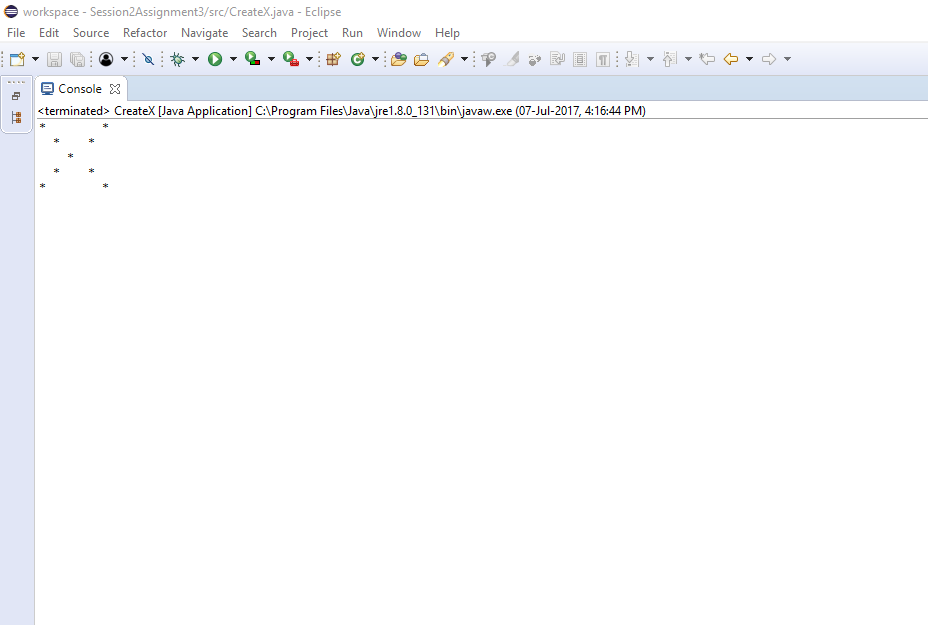 workspace - Session2Assignment3/src/CreateX.java - Eclipse
File Edit Source Refactor Navigate Search Project Run Window Help
Console
<terminated> CreateX [Java Application] C:\Program Files\Java\jre1.8.0_131\bin\javaw.exe (07-Jul-2017, 4:16:44 PM)
*         *
  *     *
    *
  *     *
*         *